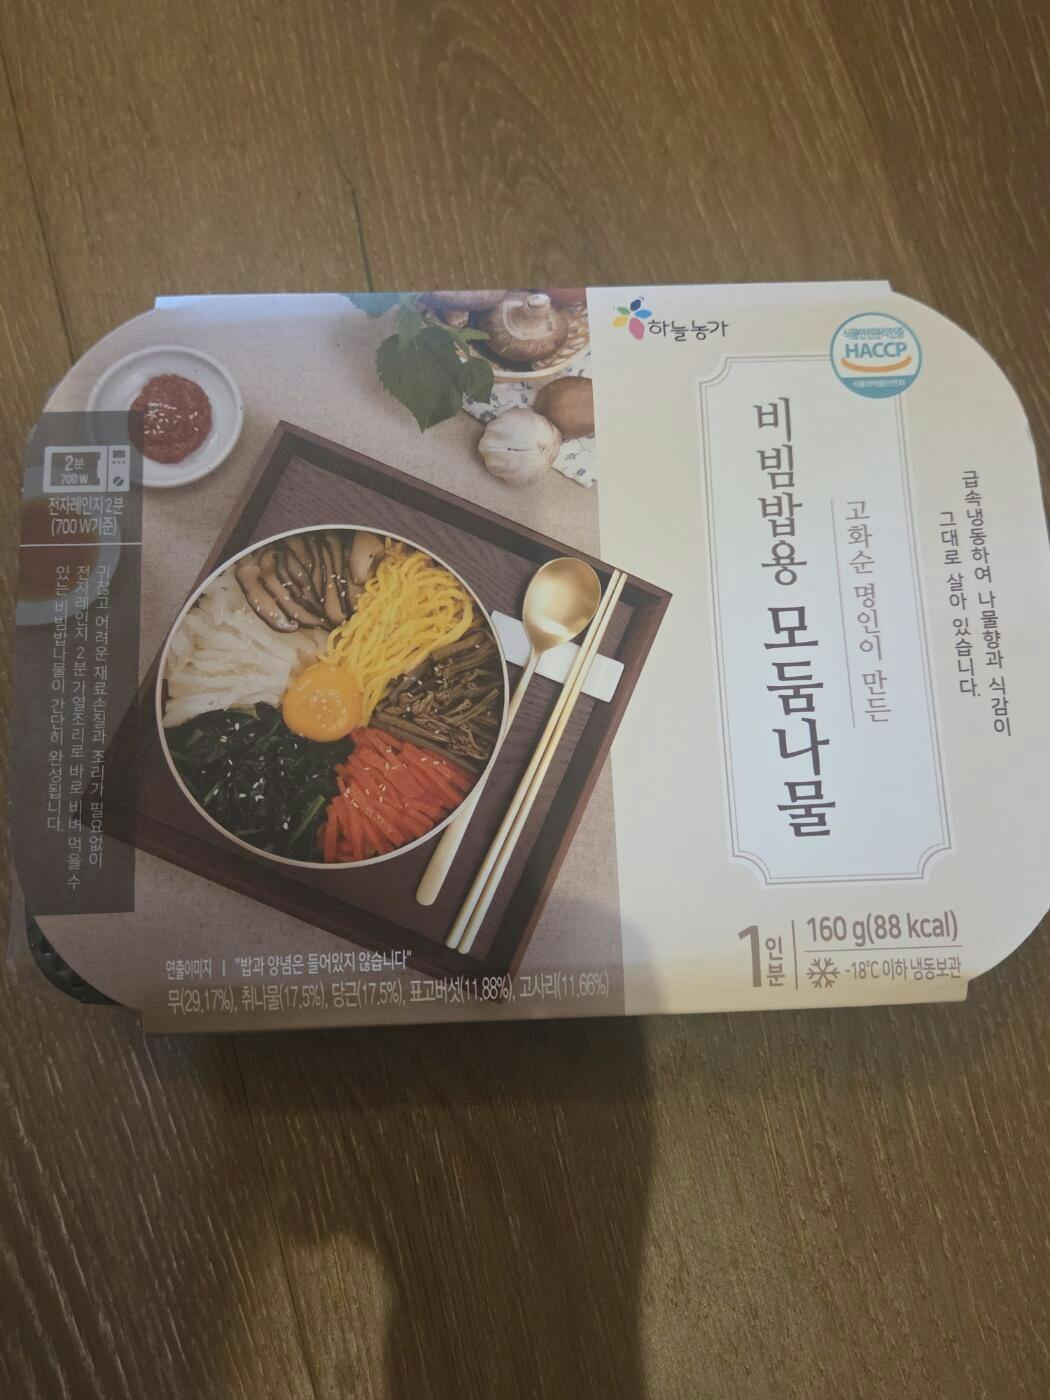 하늘농가
식품안전관리인증
HACCP
식품의약품안전처
비빔밥용 모둠나물
고화순 명인이 만든
급속냉동하여 나물향과 식감이
그대로 살아 있습니다.
2분
700 W
전자레인지 2분
(700 W기준)
귀찮고 어려운 재료손질과 조리가 필요없이
전자레인지 2분 가열조리로 바로 비벼 먹을 수
있는 비빔밥나물이 간단히 완성됩니다.
연출이미지 | "밥과 양념은 들어있지 않습니다"
무(29.17%), 취나물(17.5%), 당근(17.5%), 표고버섯(11.88%), 고사리(11.66%)
1인분
160 g(88 kcal)
-18℃ 이하 냉동보관